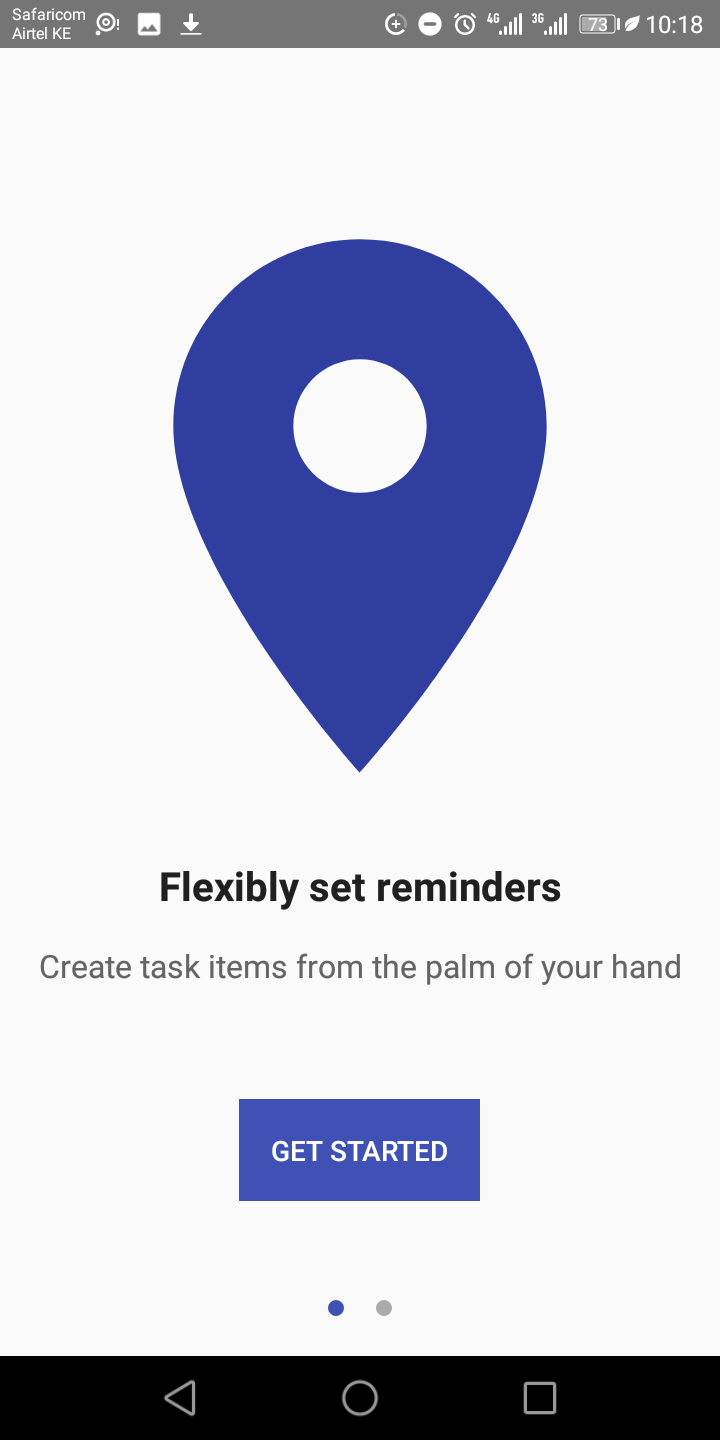 Safaricom
Airtel KE
4G
3G
73
10:18
Flexibly set reminders
Create task items from the palm of your hand
GET STARTED